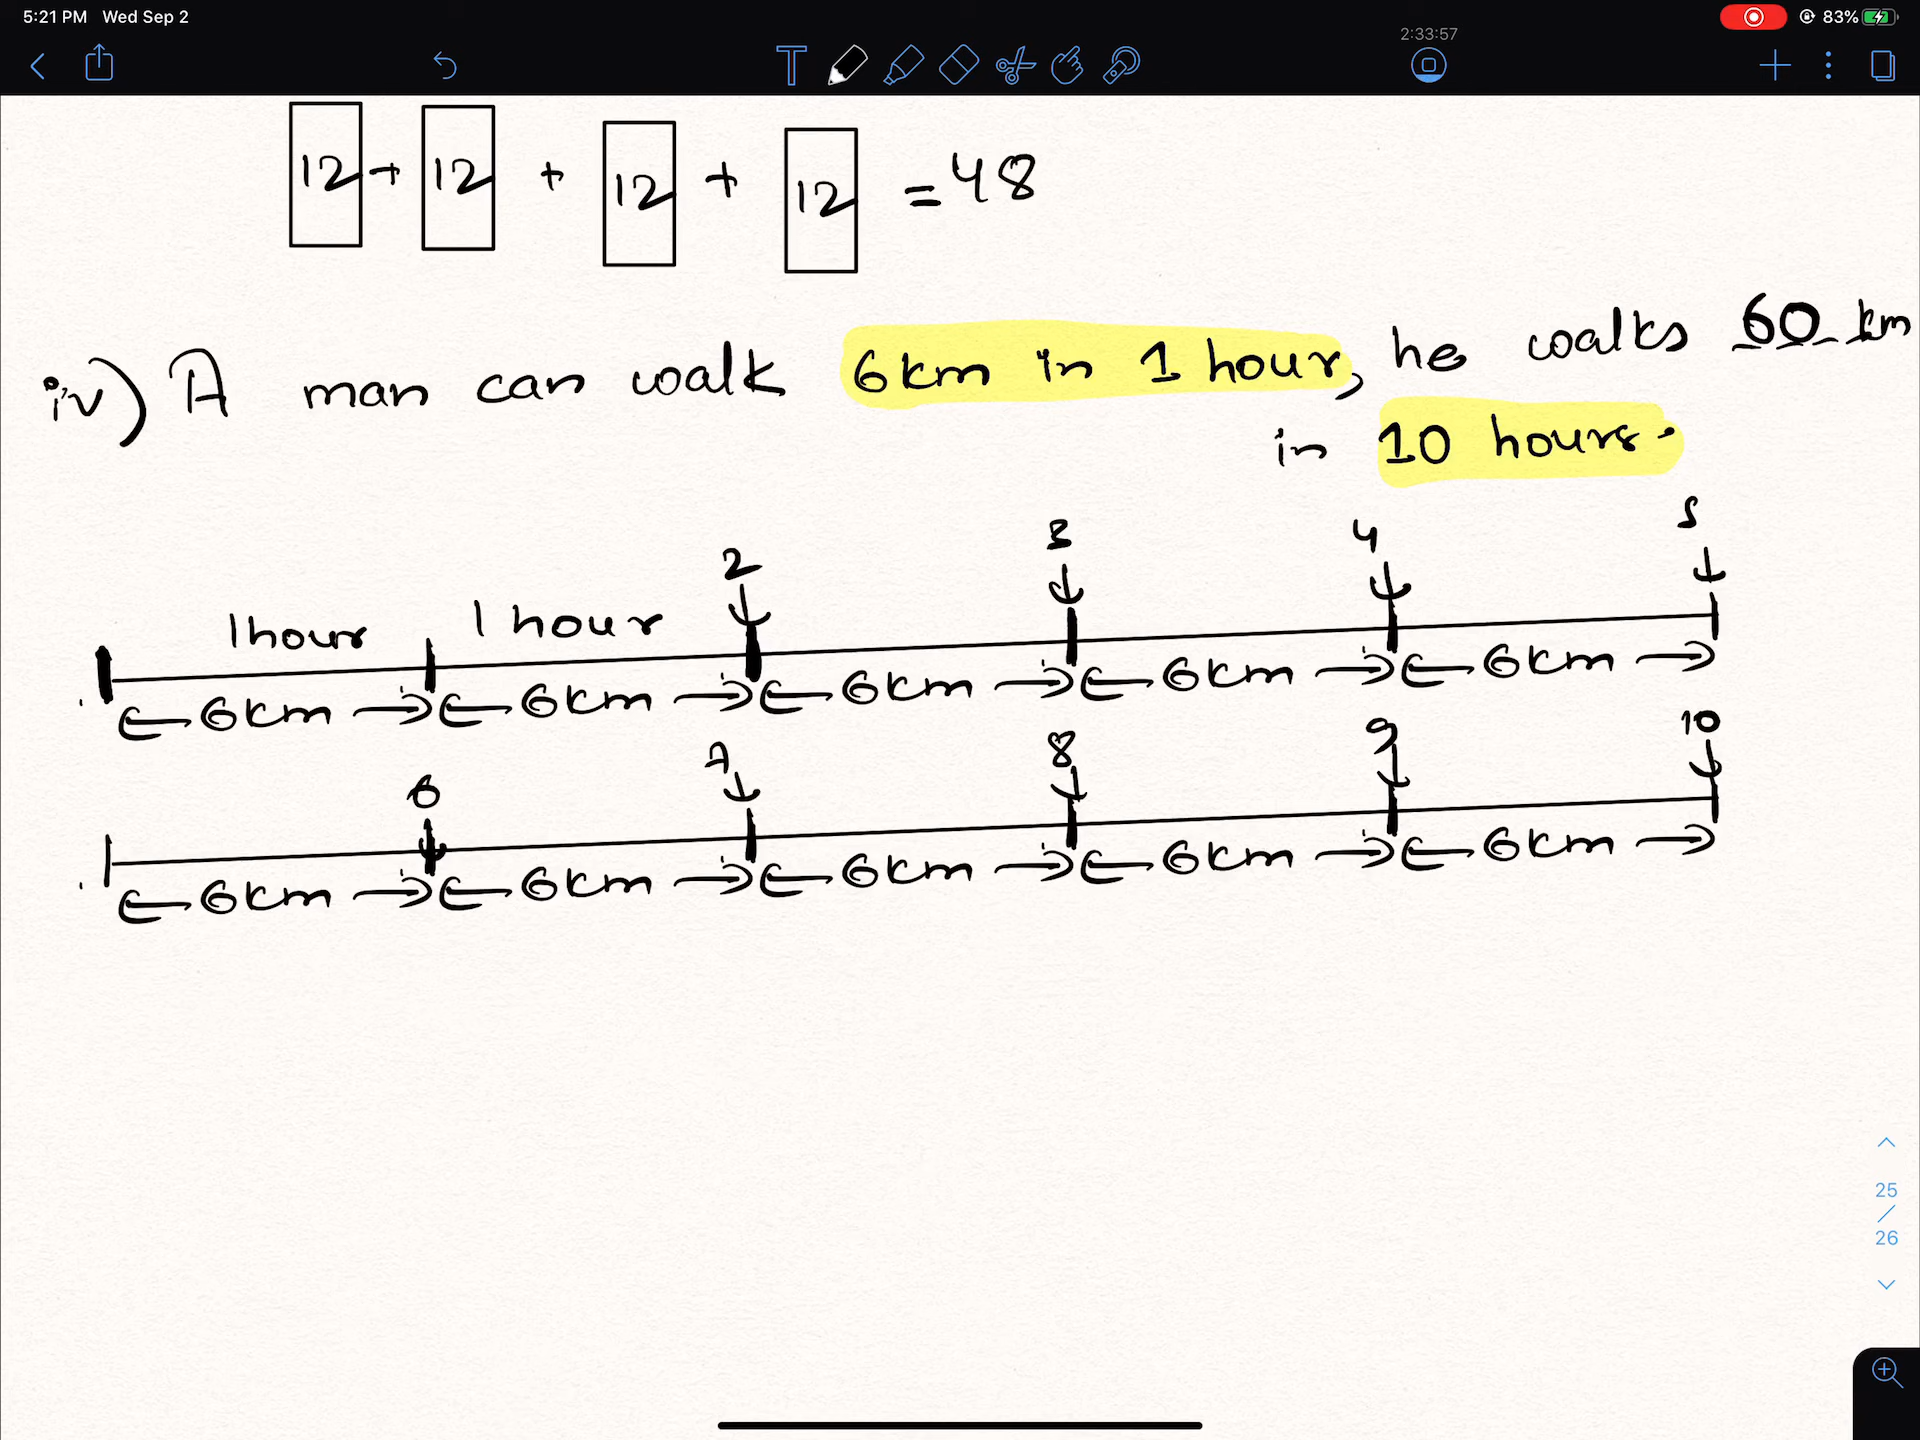 5:21 PM Wed Sep 2
83%
2:33:57
12 + 12 + 12 + 12 = 48
iv) A man can walk 6km in 1 hour, he walks 60 km
in 10 hours.
2 3 4 5
1 hour 1 hour
6km 6km 6km 6km 6km
6 7 8 9 10
6km 6km 6km 6km 6km
25
/
26